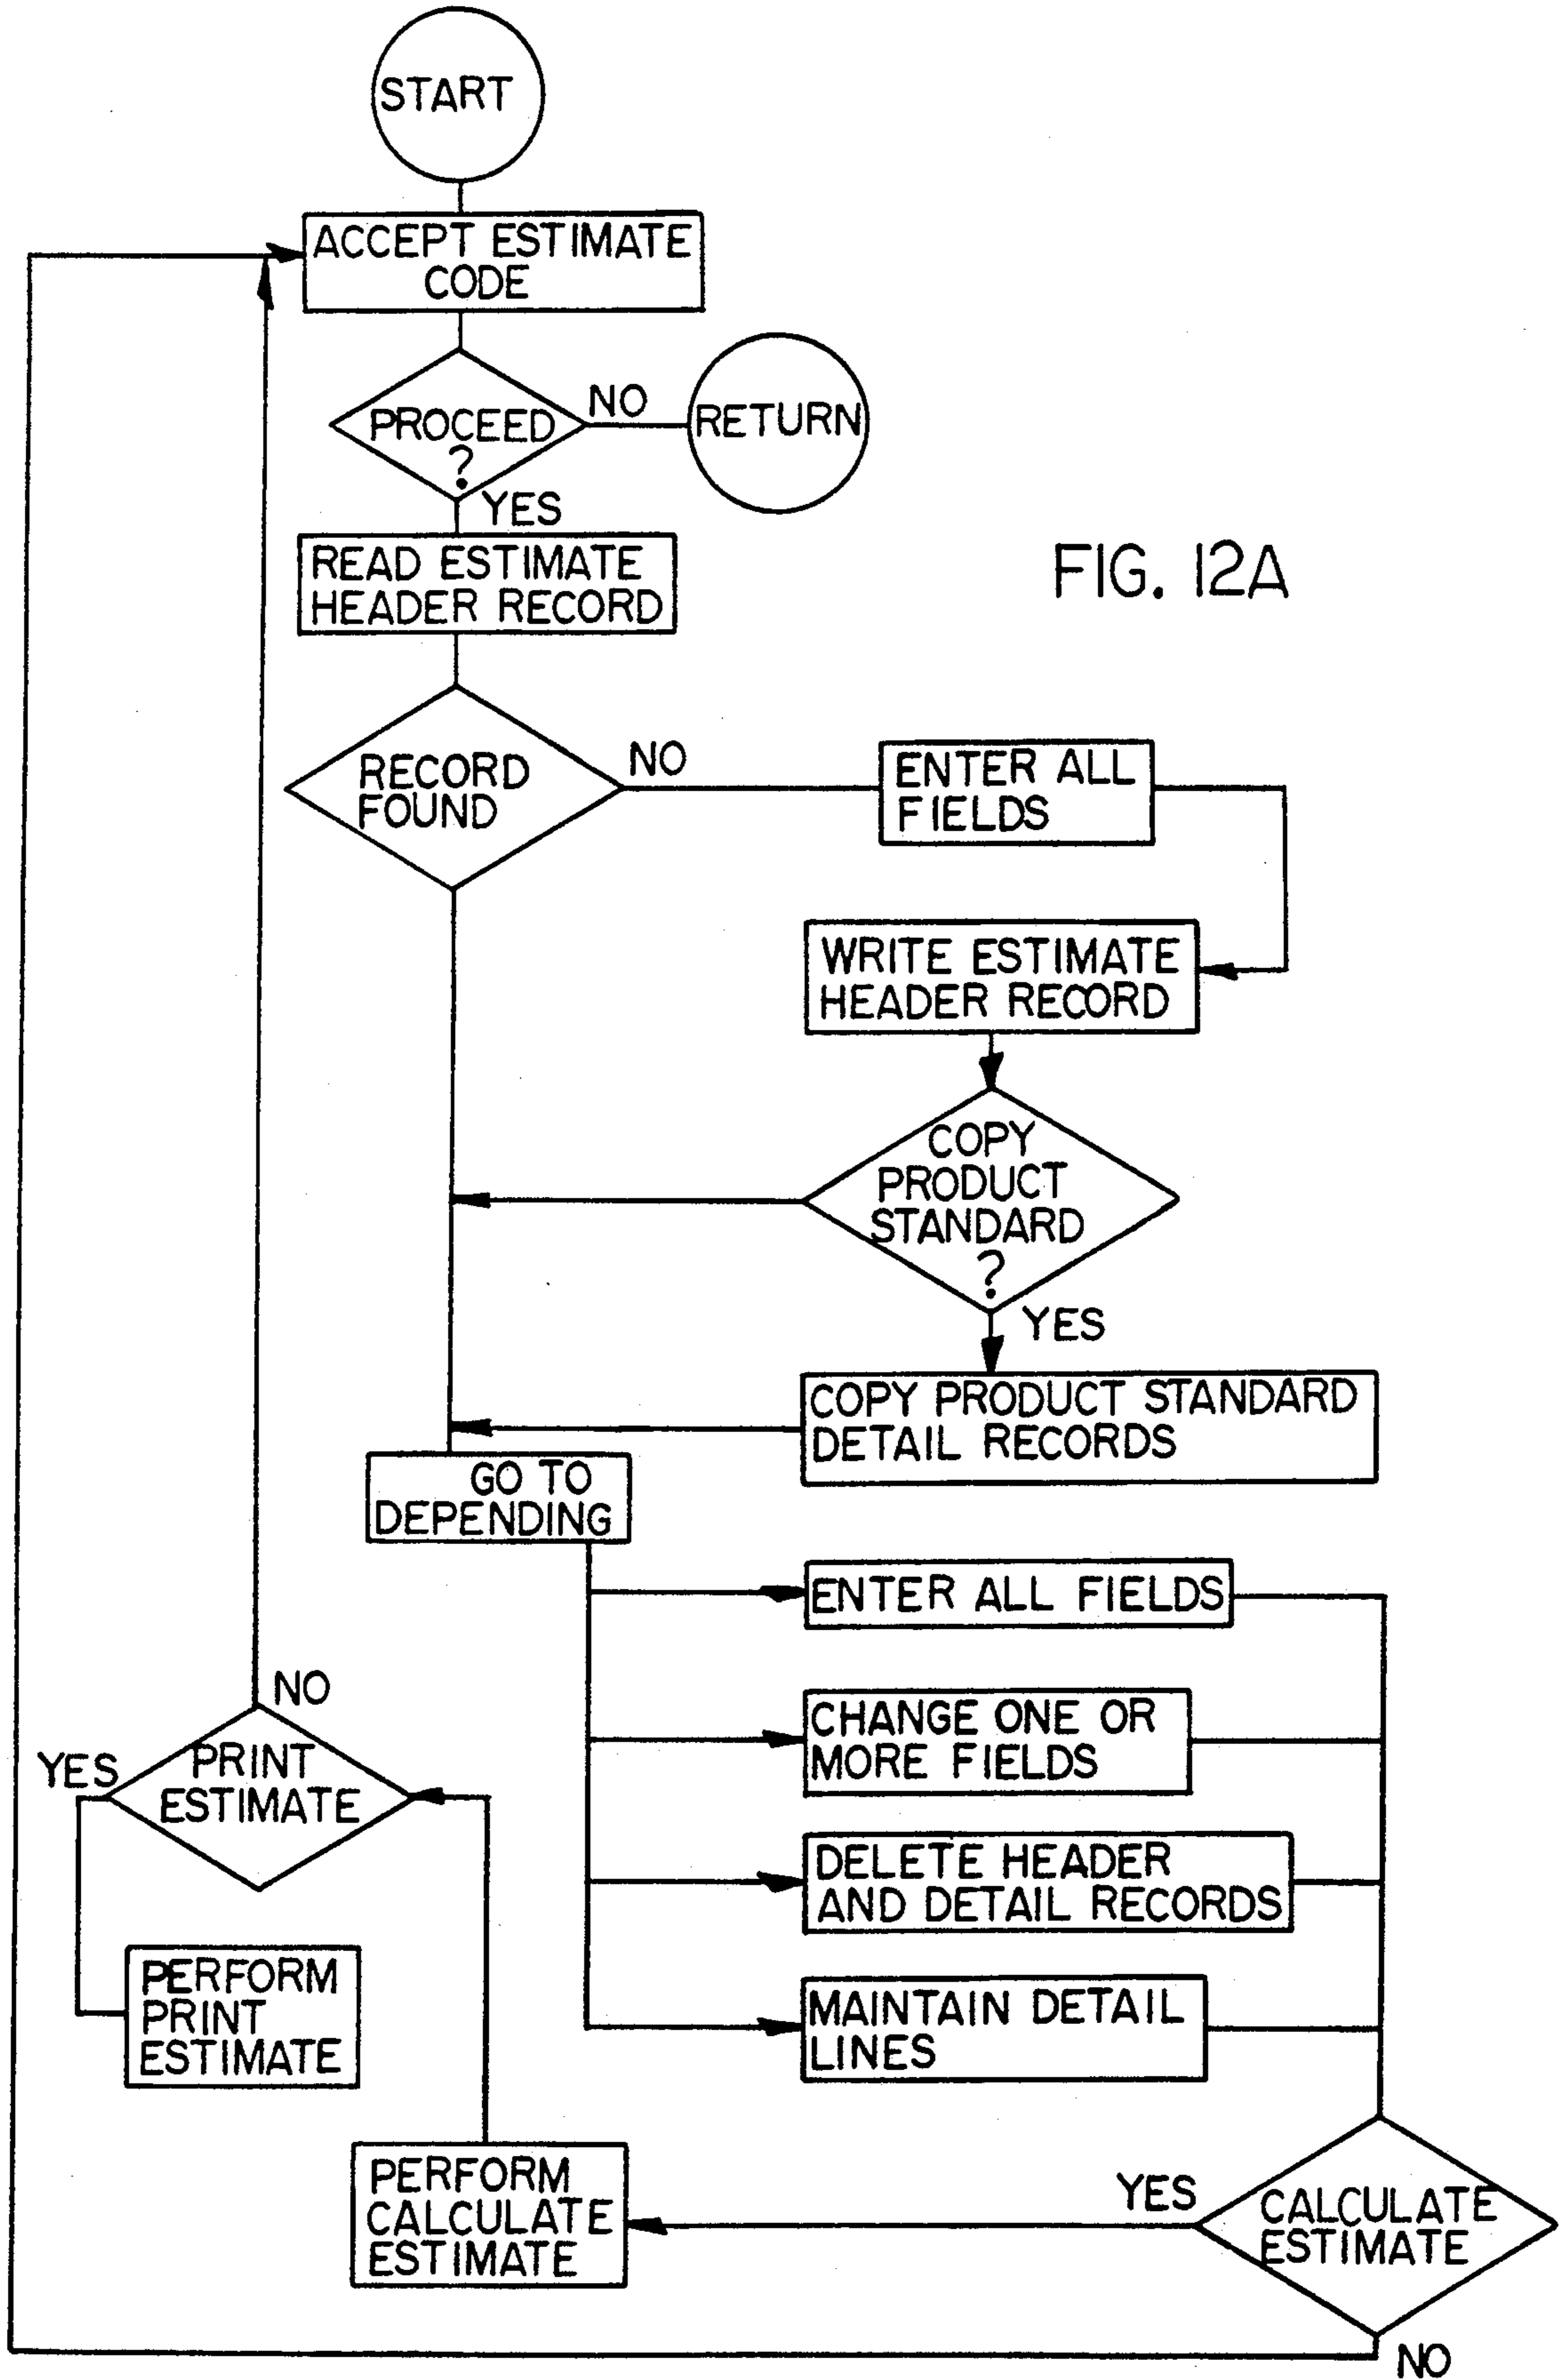 START
ACCEPT ESTIMATE
CODE
PROCEED
?
NO
RETURN
YES
READ ESTIMATE
HEADER RECORD
FIG. 12A
RECORD
FOUND
NO
ENTER ALL
FIELDS
WRITE ESTIMATE
HEADER RECORD
COPY
PRODUCT
STANDARD
?
YES
COPY PRODUCT STANDARD
DETAIL RECORDS
GO TO
DEPENDING
ENTER ALL FIELDS
CHANGE ONE OR
MORE FIELDS
DELETE HEADER
AND DETAIL RECORDS
MAINTAIN DETAIL
LINES
NO
YES
PRINT
ESTIMATE
PERFORM
PRINT
ESTIMATE
PERFORM
CALCULATE
ESTIMATE
YES
CALCULATE
ESTIMATE
NO